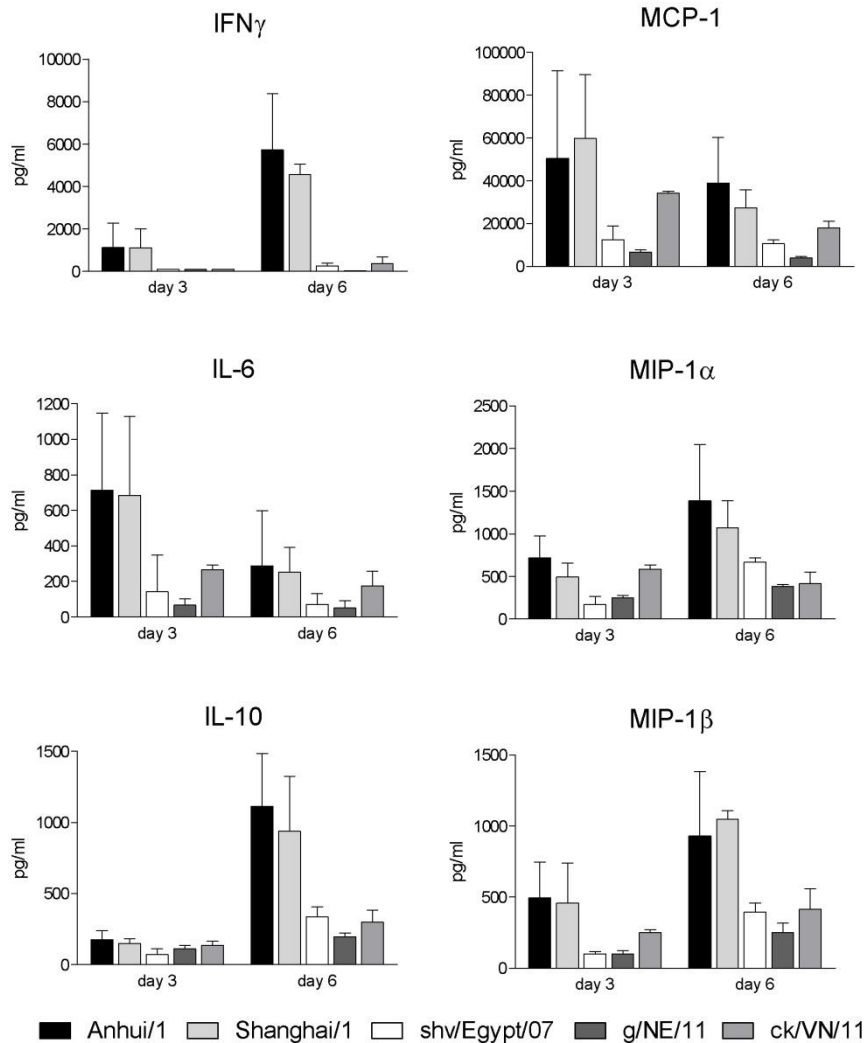 IFNγ
10000
8000
6000
4000
2000
0
pg/ml
day 3 day 6
MCP-1
100000
80000
60000
40000
20000
0
pg/ml
day 3 day 6
IL-6
1200
1000
800
600
400
200
0
pg/ml
day 3 day 6
MIP-1α
2500
2000
1500
1000
500
0
pg/ml
day 3 day 6
IL-10
1500
1000
500
0
pg/ml
day 3 day 6
MIP-1β
1500
1000
500
0
pg/ml
day 3 day 6
Anhui/1 Shanghai/1 shv/Egypt/07 g/NE/11 ck/VN/11